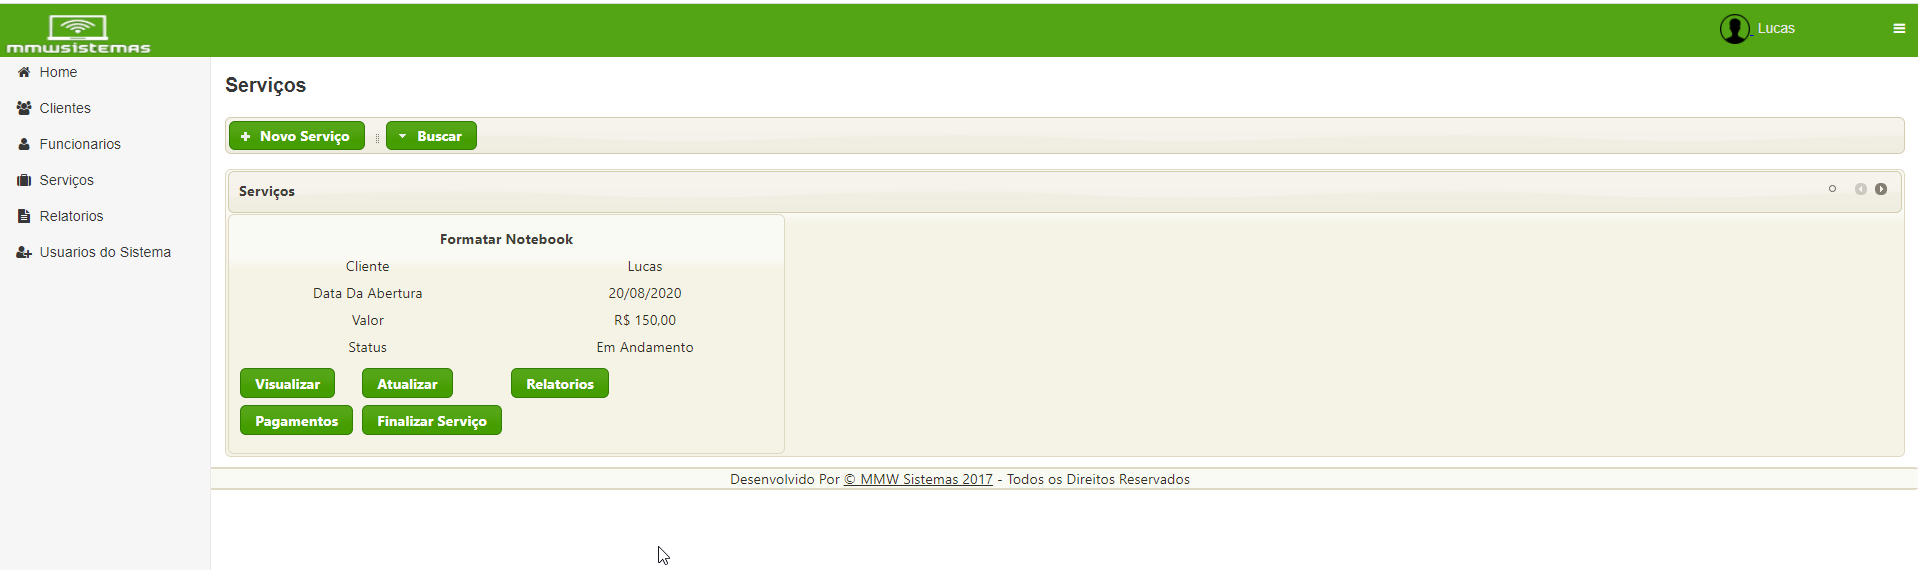 mmwsistemas
Lucas
Home
Clientes
Funcionarios
Serviços
Relatorios
Usuarios do Sistema
Serviços
Novo Serviço
Buscar
Serviços
Formatar Notebook
Cliente Lucas
Data Da Abertura 20/08/2020
Valor R$ 150,00
Status Em Andamento
Visualizar Atualizar Relatorios
Pagamentos Finalizar Serviço
Desenvolvido Por © MMW Sistemas 2017 - Todos os Direitos Reservados